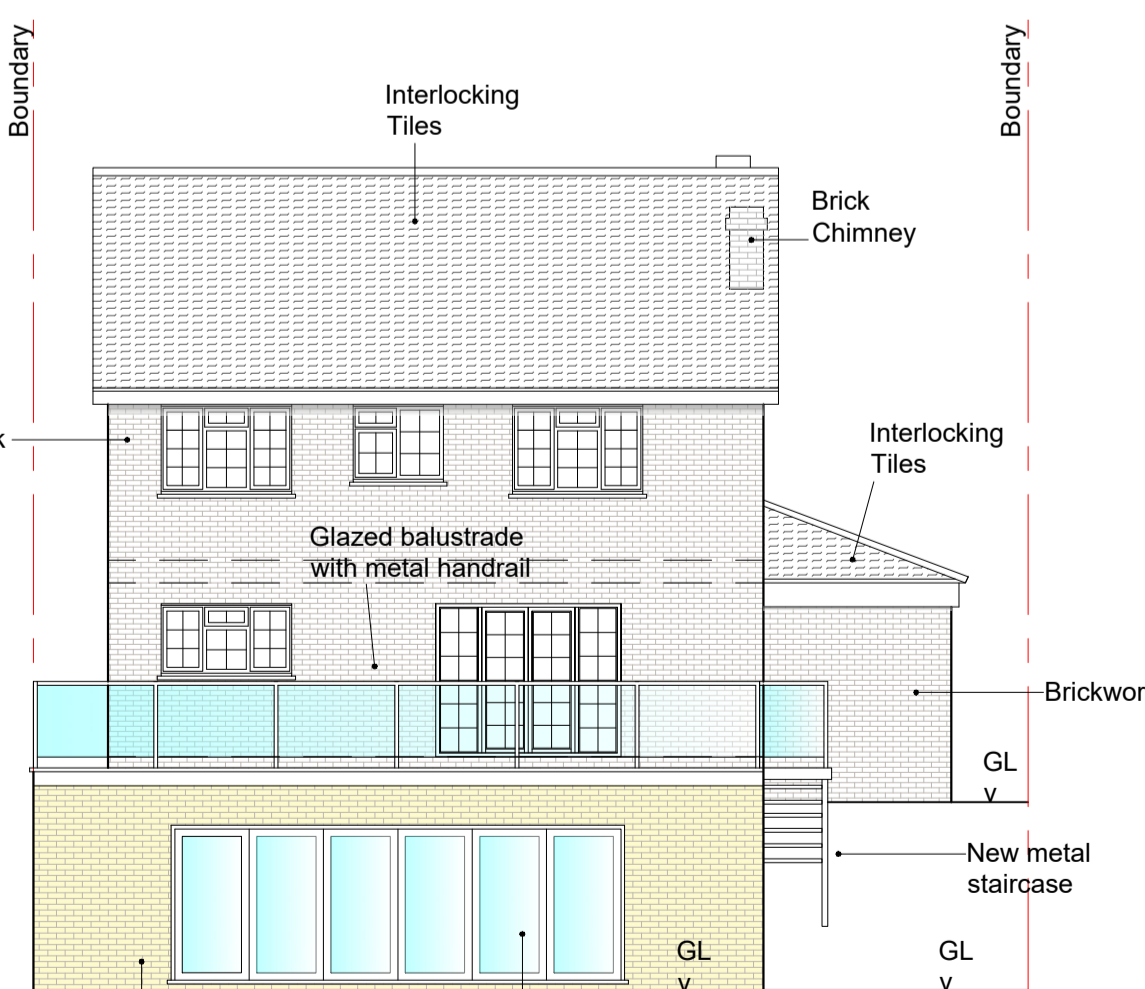 Boundary
Boundary
Interlocking
Tiles
Brick
Chimney
Interlocking
Tiles
k
Glazed balustrade
with metal handrail
Brickwor
GL
New metal
staircase
GL
GL